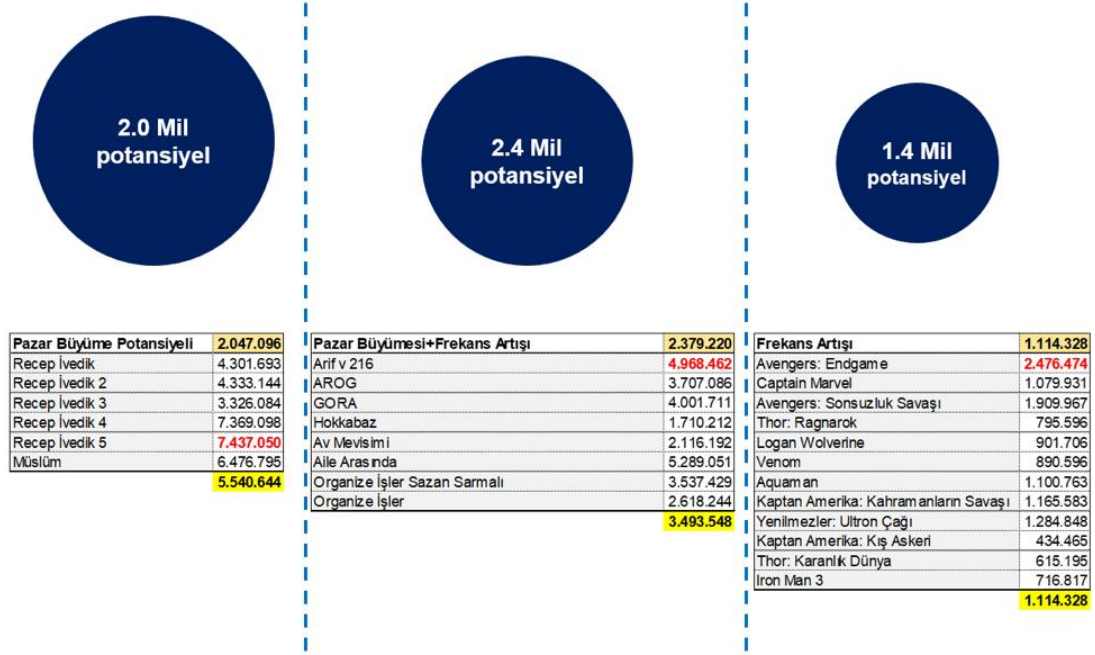 2.0 Mil
potansiyel
2.4 Mil
potansiyel
1.4 Mil
potansiyel
Pazar Büyüme Potansiyeli 2.047.096
Recep İvedik 4.301.693
Recep İvedik 2 4.333.144
Recep İvedik 3 3.326.084
Recep İvedik 4 7.369.098
Recep İvedik 5 7.437.050
Müslüm 6.476.795
5.540.644
Pazar Büyümesi+Frekans Artışı 2.379.220
Arif v 216 4.968.462
AROG 3.707.086
GORA 4.001.711
Hokkabaz 1.710.212
Av Mevisimi 2.116.192
Aile Arasında 5.289.051
Organize İşler Sazan Sarmalı 3.537.429
Organize İşler 2.618.244
3.493.548
Frekans Artışı 1.114.328
Avengers: Endgame 2.476.474
Captain Marvel 1.079.931
Avengers: Sonsuzluk Savaşı 1.909.967
Thor: Ragnarok 795.596
Logan Wolverine 901.706
Venom 890.596
Aquaman 1.100.763
Kaptan Amerika: Kahramanların Savaşı 1.165.583
Yenilmezler: Ultron Çağı 1.284.848
Kaptan Amerika: Kış Askeri 434.465
Thor: Karanlık Dünya 615.195
Iron Man 3 716.817
1.114.328